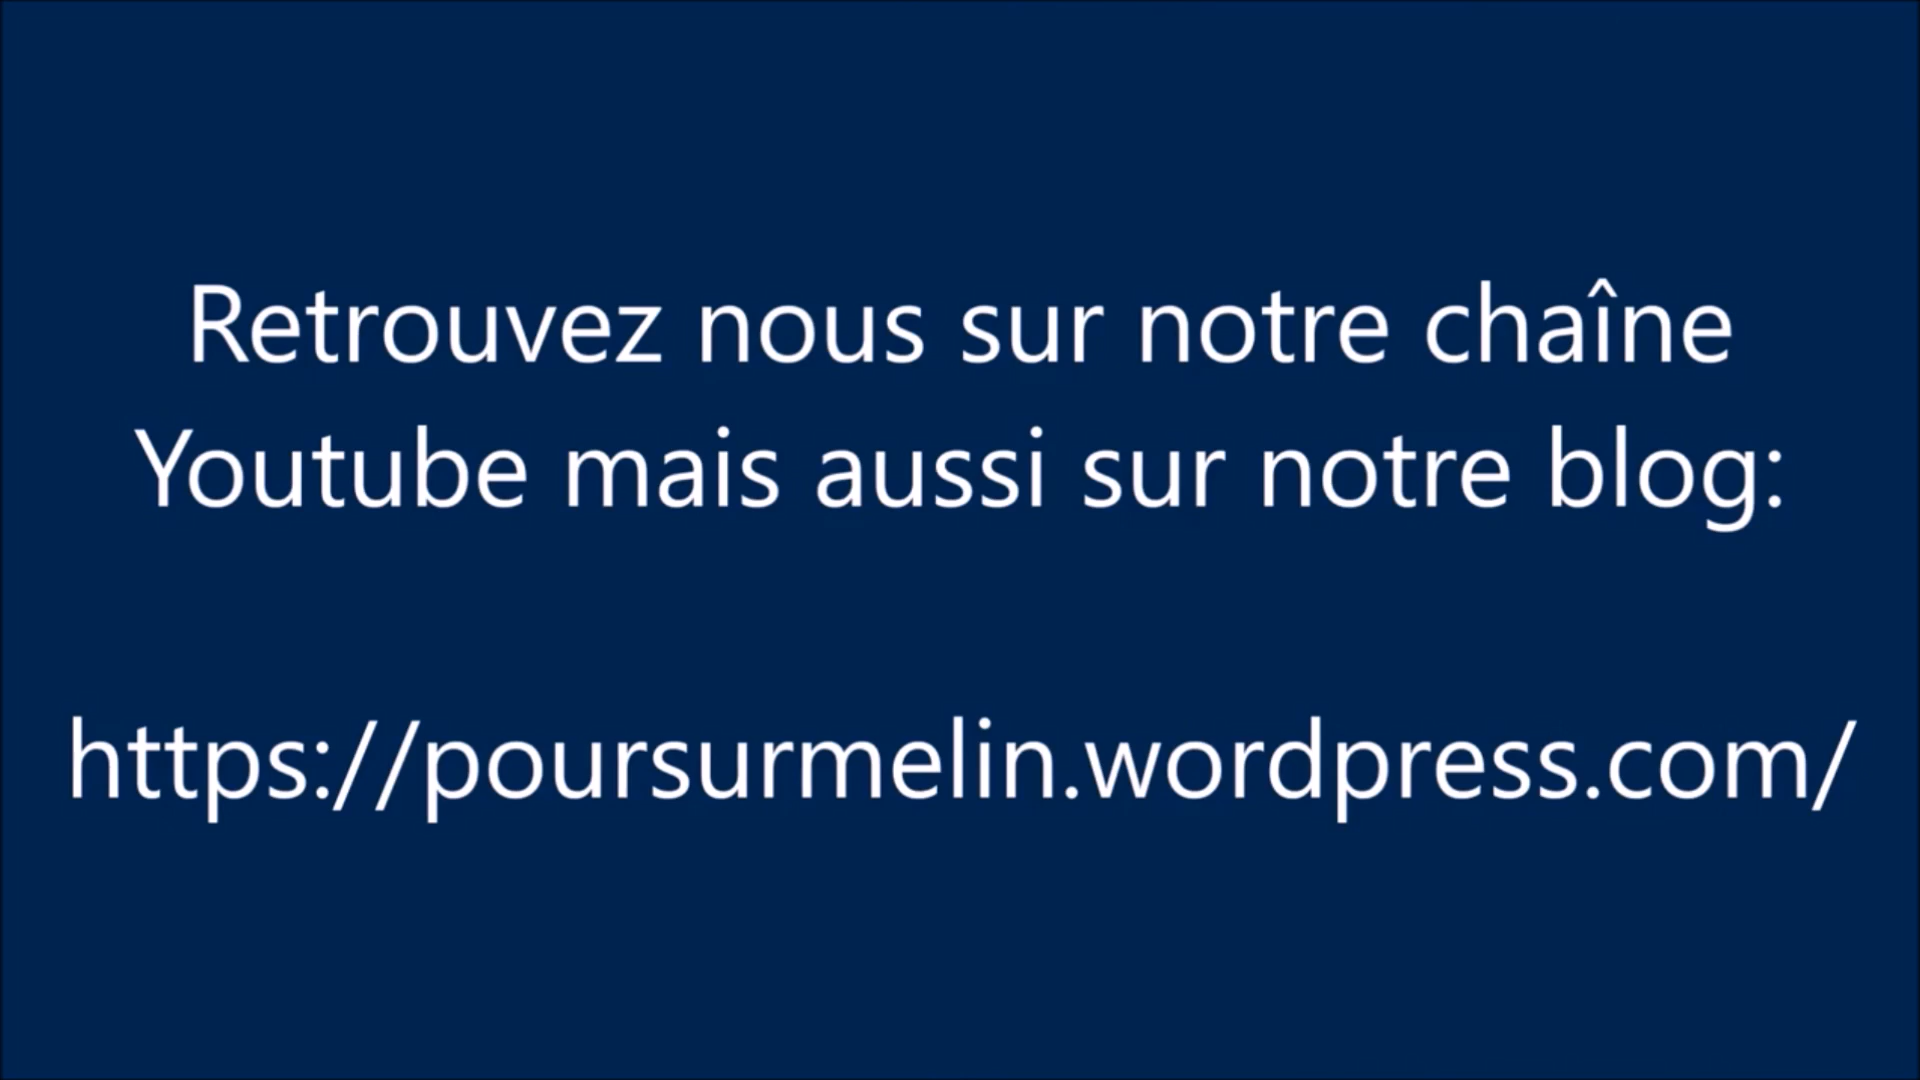 Retrouvez nous sur notre chaîne
Youtube mais aussi sur notre blog:
https://poursurmelin.wordpress.com/